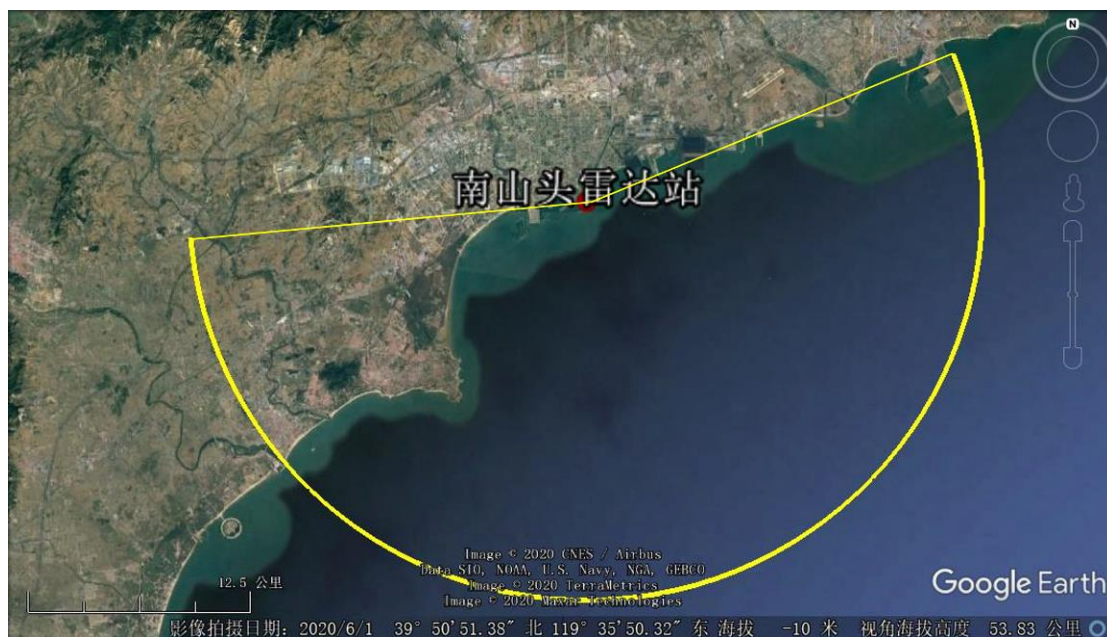 N
南山头雷达站
Image © 2020 CNES / Airbus
Data SIO, NOAA, U.S. Navy, NGA, GEBCO
Image © 2020 TerraMetrics
Image © 2020 Maxar Technologies
12.5 公里
Google Earth
影像拍摄日期: 2020/6/1 39° 50′51.38″ 北 119° 35′50.32″ 东 海拔 -10 米 视角海拔高度 53.83 公里